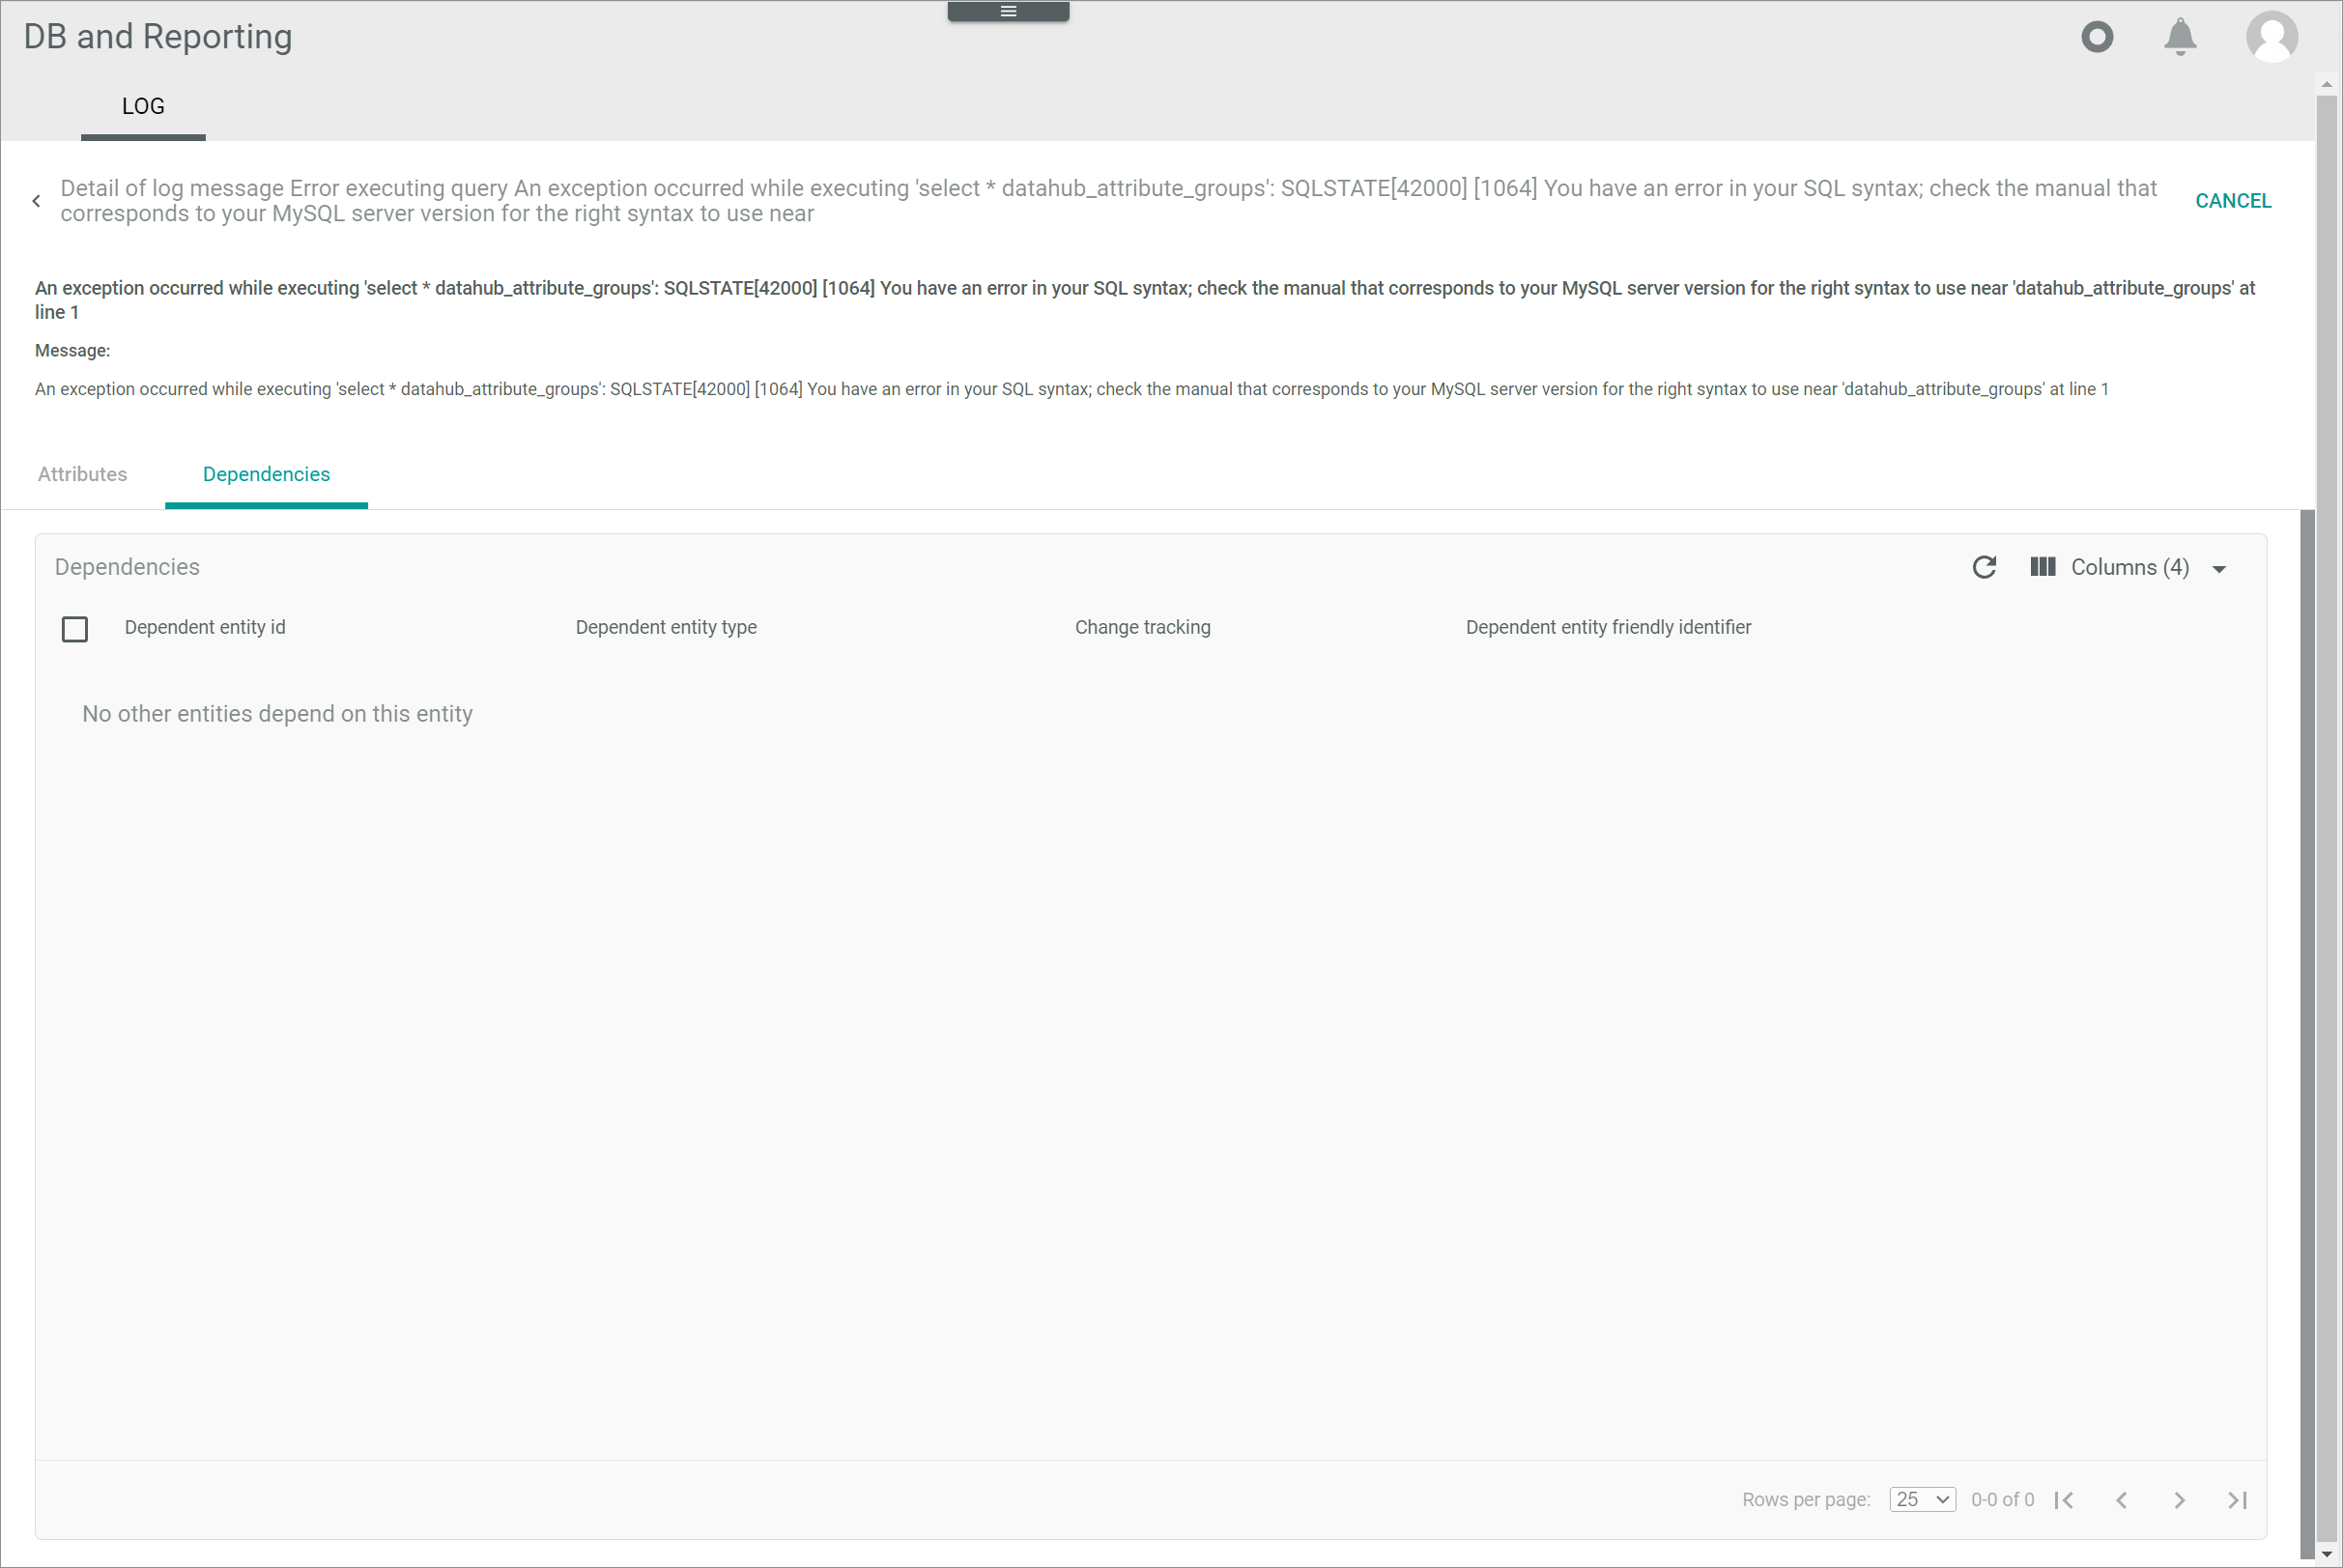 DB and Reporting
LOG
Detail of log message Error executing query An exception occurred while executing 'select * datahub_attribute_groups': SQLSTATE[42000] [1064] You have an error in your SQL syntax; check the manual that
corresponds to your MySQL server version for the right syntax to use near
CANCEL
An exception occurred while executing 'select * datahub_attribute_groups': SQLSTATE[42000] [1064] You have an error in your SQL syntax; check the manual that corresponds to your MySQL server version for the right syntax to use near 'datahub_attribute_groups' at
line 1
Message:
An exception occurred while executing 'select * datahub_attribute_groups': SQLSTATE[42000] [1064] You have an error in your SQL syntax; check the manual that corresponds to your MySQL server version for the right syntax to use near 'datahub_attribute_groups' at line 1
Attributes Dependencies
Dependencies Columns (4)
Dependent entity id Dependent entity type Change tracking Dependent entity friendly identifier
No other entities depend on this entity
Rows per page: 25 0-0 of 0